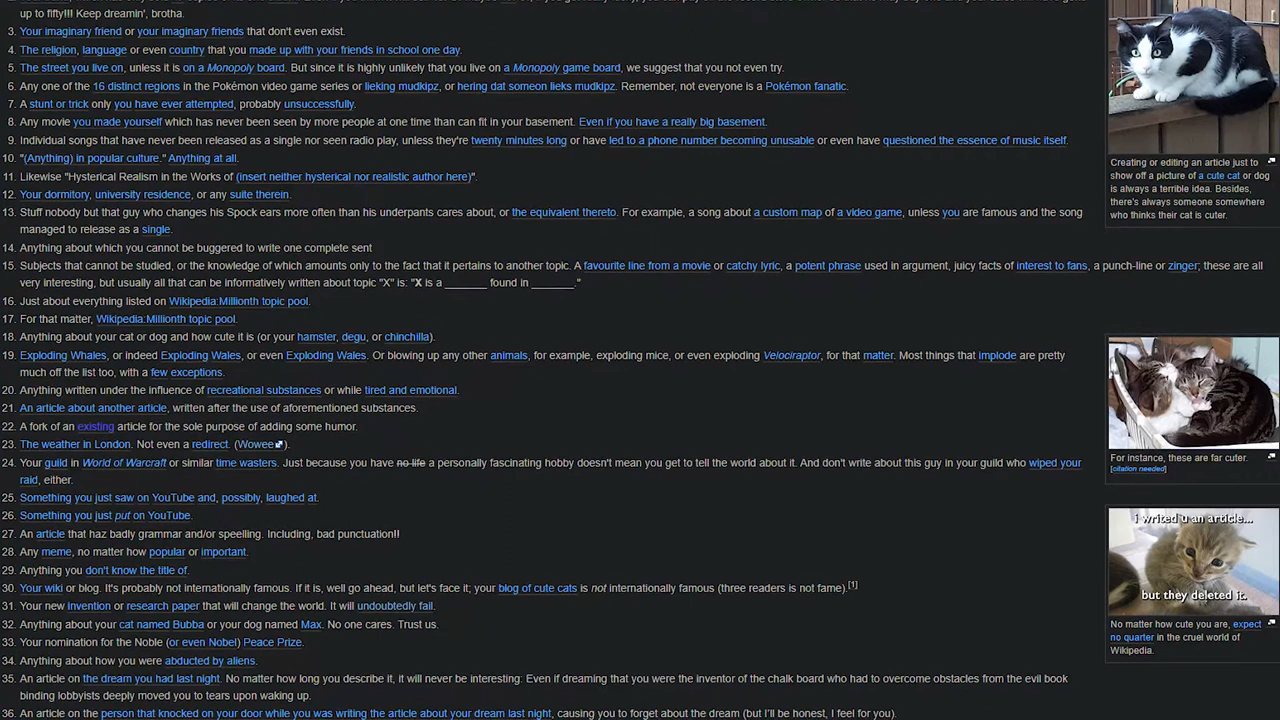 up to fifty!!! Keep dreamin', brotha.
3. Your imaginary friend or your imaginary friends that don't even exist.
4. The religion, language or even country that you made up with your friends in school one day.
5. The street you live on, unless it is on a Monopoly board. But since it is highly unlikely that you live on a Monopoly game board, we suggest that you not even try.
6. Any one of the 16 distinct regions in the Pokémon video game series or lieking mudkipz, or hering dat someon lieks mudkipz. Remember, not everyone is a Pokémon fanatic.
7. A stunt or trick only you have ever attempted, probably unsuccessfully.
8. Any movie you made yourself which has never been seen by more people at one time than can fit in your basement. Even if you have a really big basement.
9. Individual songs that have never been released as a single nor seen radio play, unless they're twenty minutes long or have led to a phone number becoming unusable or even have questioned the essence of music itself.
10. "(Anything) in popular culture." Anything at all.
11. Likewise "Hysterical Realism in the Works of (insert neither hysterical nor realistic author here)".
12. Your dormitory, university residence, or any suite therein.
13. Stuff nobody but that guy who changes his Spock ears more often than his underpants cares about, or the equivalent thereto. For example, a song about a custom map of a video game, unless you are famous and the song
managed to release as a single.
14. Anything about which you cannot be buggered to write one complete sent
15. Subjects that cannot be studied, or the knowledge of which amounts only to the fact that it pertains to another topic. A favourite line from a movie or catchy lyric, a potent phrase used in argument, juicy facts of interest to fans, a punch-line or zinger; these are all
very interesting, but usually all that can be informatively written about topic "X" is: "X is a _______ found in _______."
16. Just about everything listed on Wikipedia:Millionth topic pool.
17. For that matter, Wikipedia:Millionth topic pool.
18. Anything about your cat or dog and how cute it is (or your hamster, degu, or chinchilla).
19. Exploding Whales, or indeed Exploding Wales, or even Exploding Wales. Or blowing up any other animals, for example, exploding mice, or even exploding Velociraptor, for that matter. Most things that implode are pretty
much off the list too, with a few exceptions.
20. Anything written under the influence of recreational substances or while tired and emotional.
21. An article about another article, written after the use of aforementioned substances.
22. A fork of an existing article for the sole purpose of adding some humor.
23. The weather in London. Not even a redirect. (Wowee).
24. Your guild in World of Warcraft or similar time wasters. Just because you have no life a personally fascinating hobby doesn't mean you get to tell the world about it. And don't write about this guy in your guild who wiped your
raid, either.
25. Something you just saw on YouTube and, possibly, laughed at.
26. Something you just put on YouTube.
27. An article that haz badly grammar and/or speeilling. Including, bad punctuation!!
28. Any meme, no matter how popular or important.
29. Anything you don't know the title of.
30. Your wiki or blog. It's probably not internationally famous. If it is, well go ahead, but let's face it; your blog of cute cats is not internationally famous (three readers is not fame).[1]
31. Your new invention or research paper that will change the world. It will undoubtedly fail.
32. Anything about your cat named Bubba or your dog named Max. No one cares. Trust us.
33. Your nomination for the Noble (or even Nobel) Peace Prize.
34. Anything about how you were abducted by aliens.
35. An article on the dream you had last night. No matter how long you describe it, it will never be interesting: Even if dreaming that you were the inventor of the chalk board who had to overcome obstacles from the evil book
binding lobbyists deeply moved you to tears upon waking up.
36. An article on the person that knocked on your door while you was writing the article about your dream last night, causing you to forget about the dream (but I'll be honest, I feel for you).
Creating or editing an article just to
show off a picture of a cute cat or dog
is always a terrible idea. Besides,
there's always someone somewhere
who thinks their cat is cuter.
For instance, these are far cuter.
[citation needed]
i writed u an article...
but they deleted it.
No matter how cute you are, expect
no quarter in the cruel world of
Wikipedia.